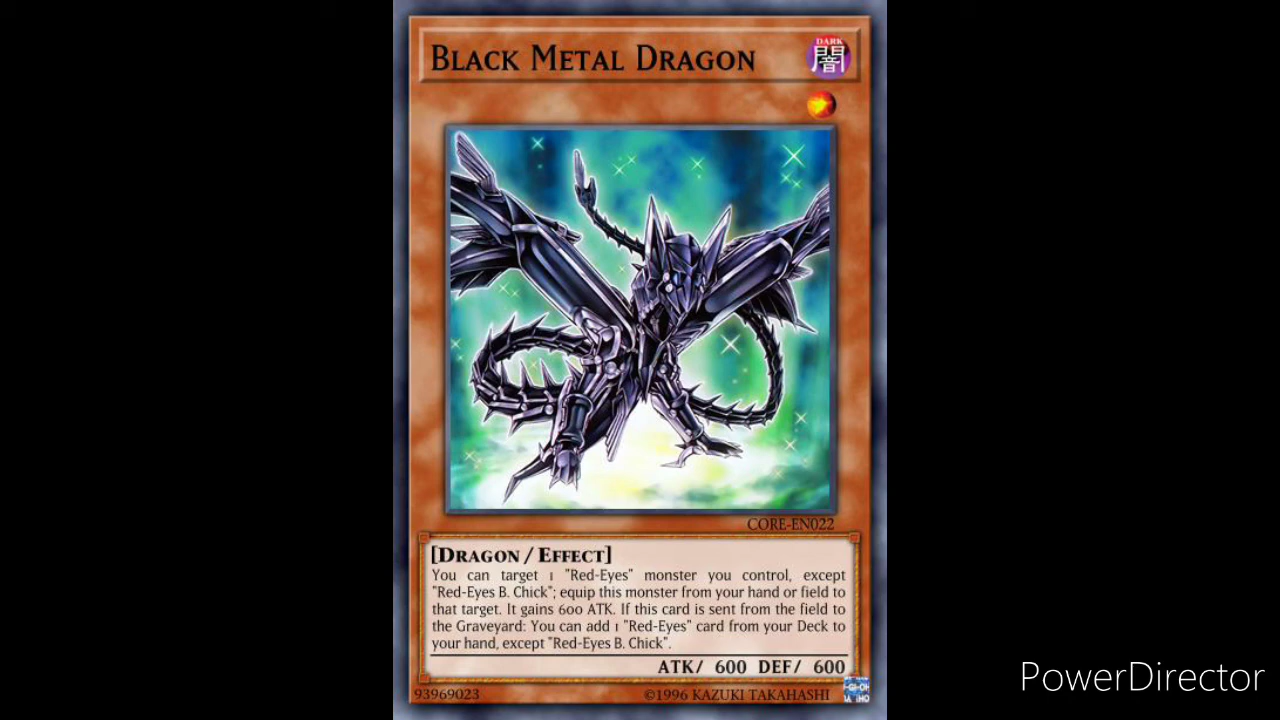 Black Metal Dragon
DARK
闇
CORE-EN022
[Dragon / Effect]
You can target 1 "Red-Eyes" monster you control, except
"Red-Eyes B. Chick"; equip this monster from your hand or field to
that target. It gains 600 ATK. If this card is sent from the field to
the Graveyard: You can add 1 "Red-Eyes" card from your Deck to
your hand, except "Red-Eyes B. Chick".
ATK/ 600 DEF/ 600
93969023
©1996 KAZUKI TAKAHASHI
PowerDirector